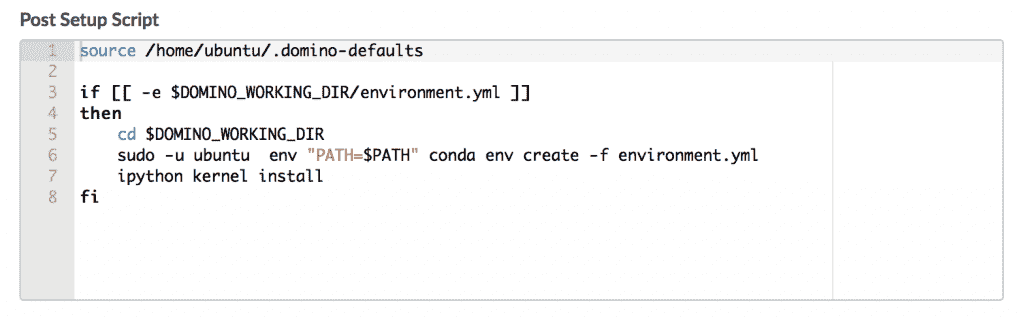 Post Setup Script
1 source /home/ubuntu/.domino-defaults
2
3 if [[ -e $DOMINO_WORKING_DIR/environment.yml ]]
4 then
5     cd $DOMINO_WORKING_DIR
6     sudo -u ubuntu  env "PATH=$PATH" conda env create -f environment.yml
7     ipython kernel install
8 fi